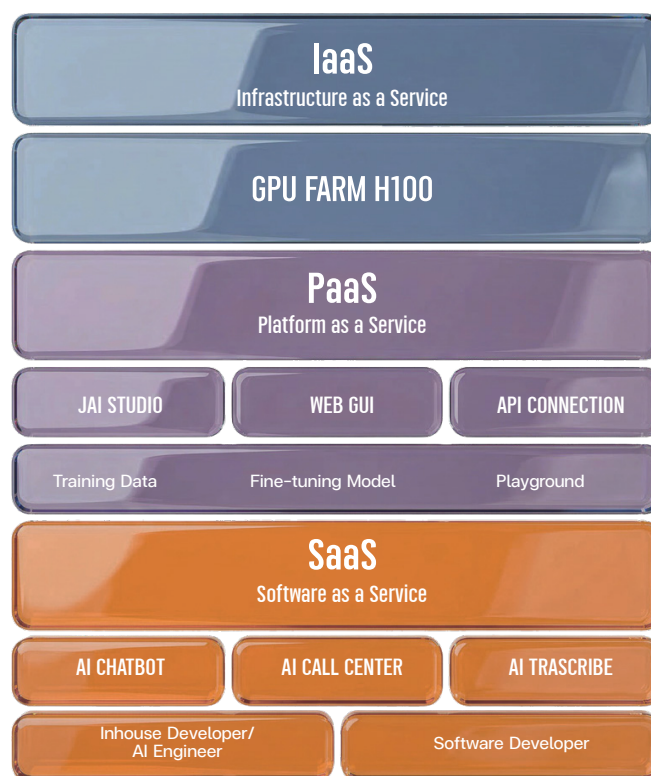 IaaS
Infrastructure as a Service
GPU FARM H100
PaaS
Platform as a Service
JAI STUDIO
WEB GUI
API CONNECTION
Training Data
Fine-tuning Model
Playground
SaaS
Software as a Service
AI CHATBOT
AI CALL CENTER
AI TRASCRIBE
Inhouse Developer/
AI Engineer
Software Developer